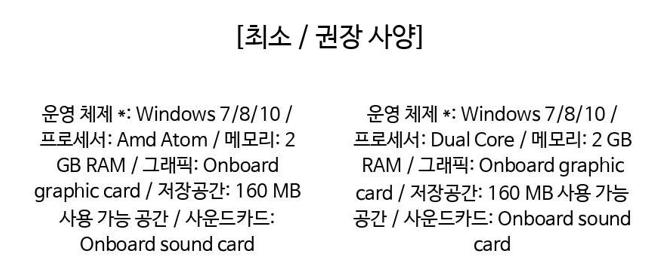 [최소 / 권장 사양]
운영 체제 *: Windows 7/8/10 /
프로세서: Amd Atom / 메모리: 2
GB RAM / 그래픽: Onboard
graphic card / 저장공간: 160 MB
사용 가능 공간 / 사운드카드:
Onboard sound card
운영 체제 *: Windows 7/8/10 /
프로세서: Dual Core / 메모리: 2 GB
RAM / 그래픽: Onboard graphic
card / 저장공간: 160 MB 사용 가능
공간 / 사운드카드: Onboard sound
card